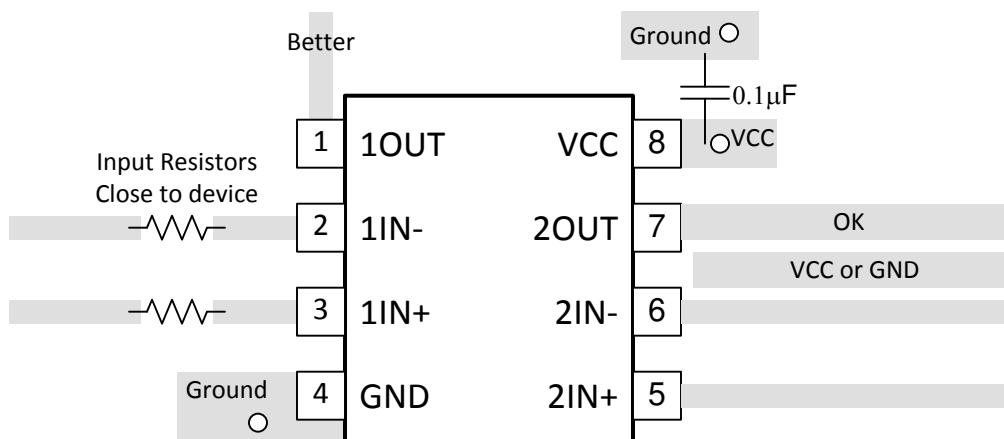 Better
Ground
0.1µF
1 1OUT VCC 8 VCC
Input Resistors
Close to device
2 1IN- 2OUT 7 OK
VCC or GND
3 1IN+ 2IN- 6
Ground
4 GND 2IN+ 5